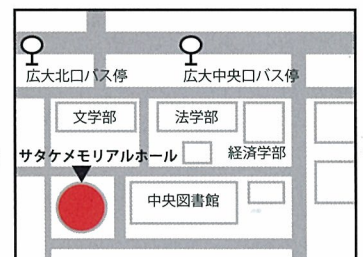 広大北口バス停
広大中央口バス停
文学部
法学部
サタケメモリアルホール
経済学部
中央図書館